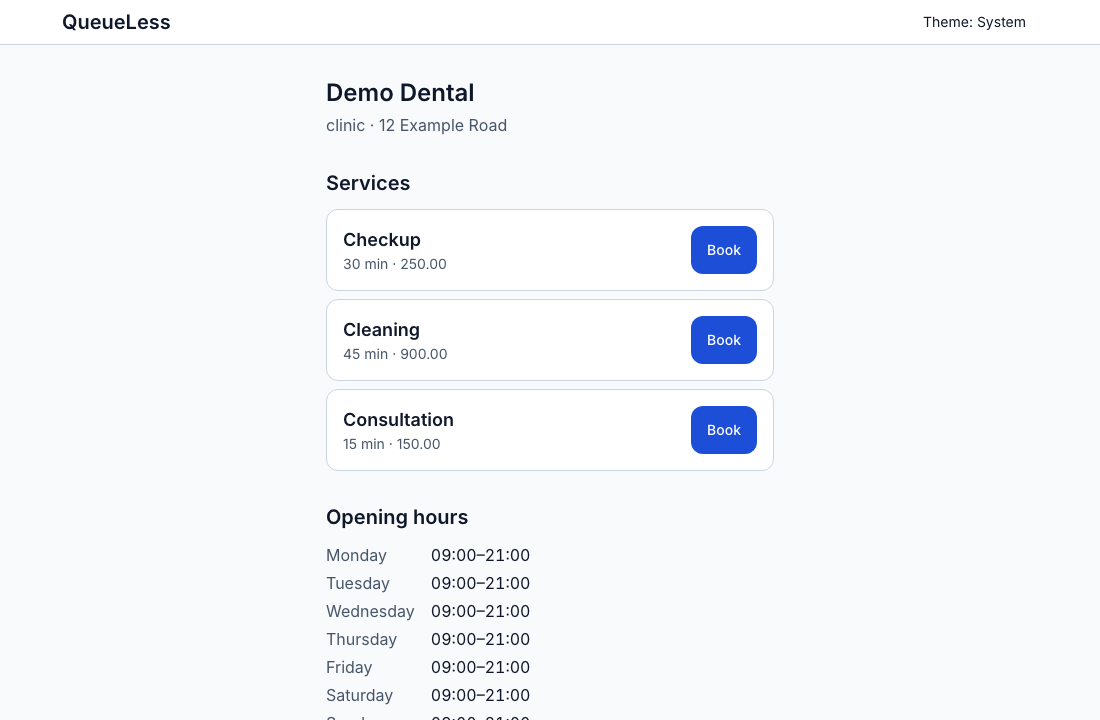 QueueLess
Theme: System
Demo Dental
clinic · 12 Example Road
Services
Checkup
30 min · 250.00
Book
Cleaning
45 min · 900.00
Book
Consultation
15 min · 150.00
Book
Opening hours
Monday 09:00–21:00
Tuesday 09:00–21:00
Wednesday 09:00–21:00
Thursday 09:00–21:00
Friday 09:00–21:00
Saturday 09:00–21:00